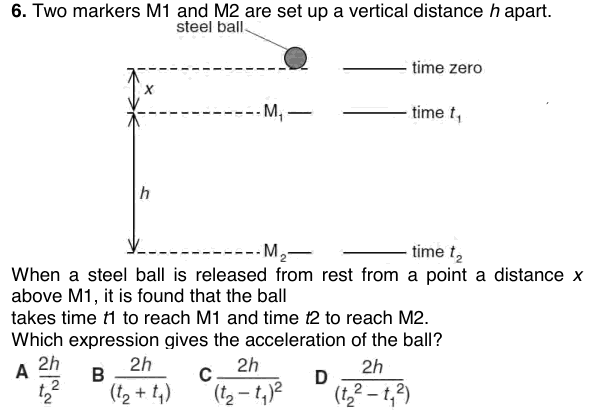 6. Two markers M1 and M2 are set up a vertical distance h apart.
steel ball
time zero
x
M₁
time t₁
h
M₂
time t₂
When a steel ball is released from rest from a point a distance x
above M1, it is found that the ball
takes time t1 to reach M1 and time t2 to reach M2.
Which expression gives the acceleration of the ball?
A 2h / t₂² B 2h / (t₂ + t₁) C 2h / (t₂ – t₁)² D 2h / (t₂² – t₁²)